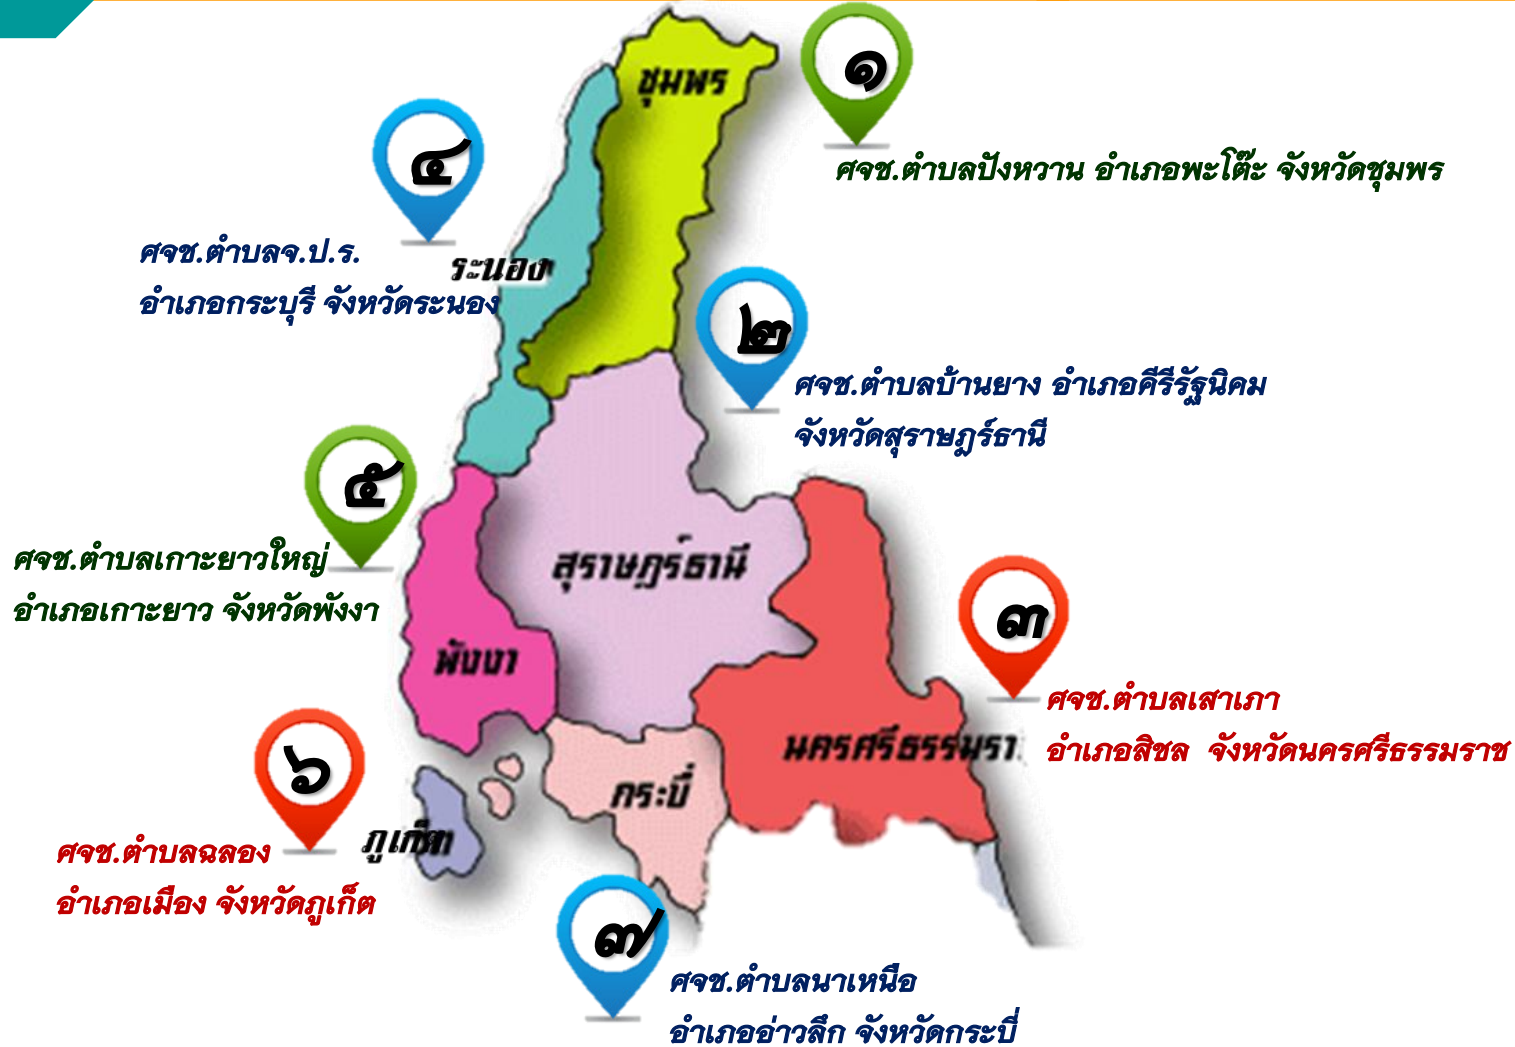 ชุมพร
๑
ศจช.ตำบลปังหวาน อำเภอพะโต๊ะ จังหวัดชุมพร
๔
ศจช.ตำบลจ.ป.ร.
อำเภอกระบุรี จังหวัดระนอง
ระนอง
๒
ศจช.ตำบลบ้านยาง อำเภอคีรีรัฐนิคม
จังหวัดสุราษฎร์ธานี
๕
ศจช.ตำบลเกาะยาวใหญ่
อำเภอเกาะยาว จังหวัดพังงา
สุราษฎร์ธานี
๓
ศจช.ตำบลเสาเภา
อำเภอสิชล จังหวัดนครศรีธรรมราช
พังงา
นครศรีธรรมรา
กระบี่
๖
ศจช.ตำบลฉลอง
อำเภอเมือง จังหวัดภูเก็ต
ภูเก็ต
๗
ศจช.ตำบลนาเหนือ
อำเภออ่าวลึก จังหวัดกระบี่